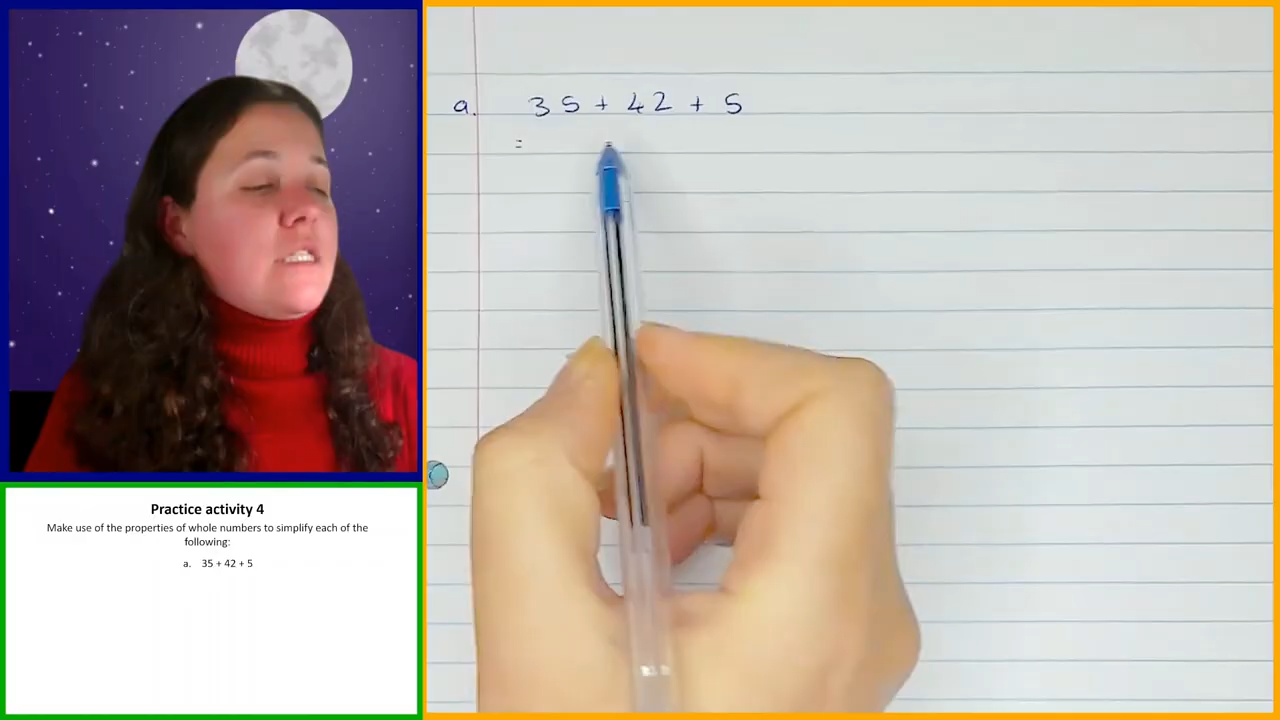 a. 35 + 42 + 5
=
Practice activity 4
Make use of the properties of whole numbers to simplify each of the
following:
a. 35 + 42 + 5